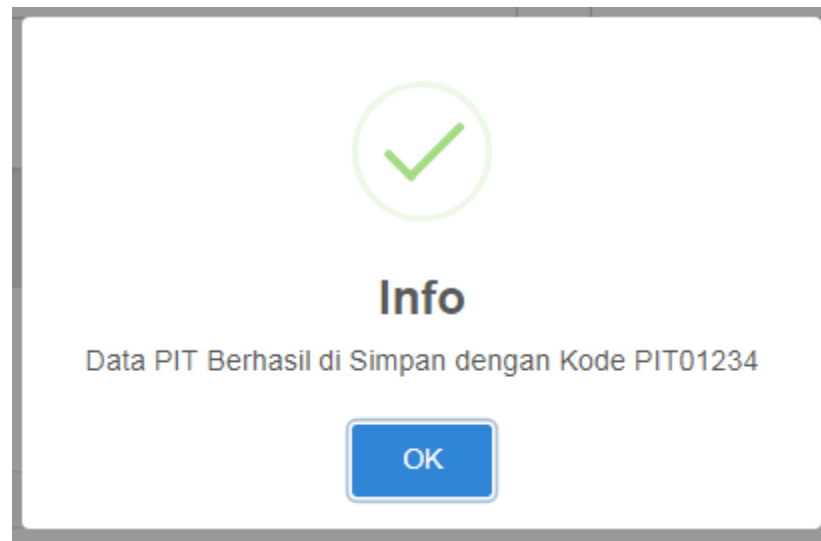 Info
Data PIT Berhasil di Simpan dengan Kode PIT01234
OK